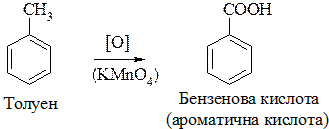 CH₃
COOH
[O]
(KMnO₄)
Толуен
Бензенова кислота
(ароматична кислота)